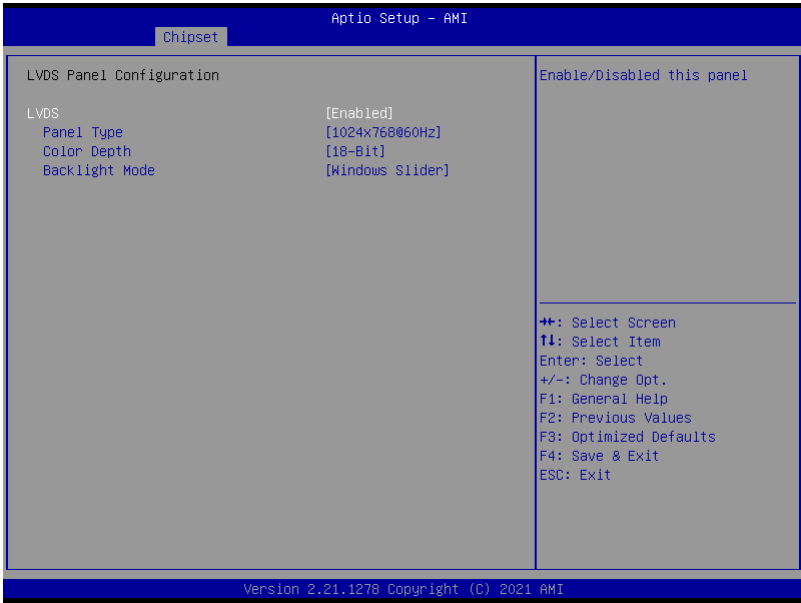 Aptio Setup – AMI
Chipset
LVDS Panel Configuration
LVDS [Enabled]
Panel Type [1024x768@60Hz]
Color Depth [18-Bit]
Backlight Mode [Windows Slider]
Enable/Disabled this panel
→←: Select Screen
↑↓: Select Item
Enter: Select
+/-: Change Opt.
F1: General Help
F2: Previous Values
F3: Optimized Defaults
F4: Save & Exit
ESC: Exit
Version 2.21.1278 Copyright (C) 2021 AMI